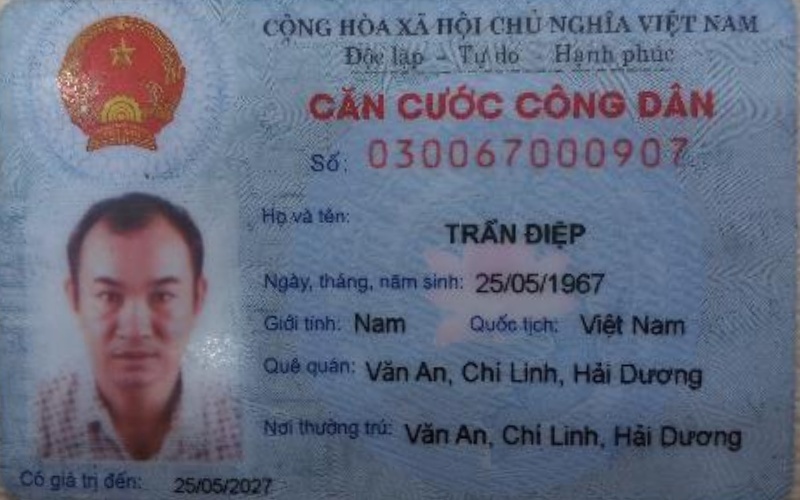 CỘNG HÒA XÃ HỘI CHỦ NGHĨA VIỆT NAM
Độc lập – Tự do – Hạnh phúc
CĂN CƯỚC CÔNG DÂN
Số: 030067000907
Họ và tên:
TRẦN ĐIỆP
Ngày, tháng, năm sinh: 25/05/1967
Giới tính: Nam Quốc tịch: Việt Nam
Quê quán: Văn An, Chí Linh, Hải Dương
Nơi thường trú: Văn An, Chí Linh, Hải Dương
Có giá trị đến: 25/05/2027